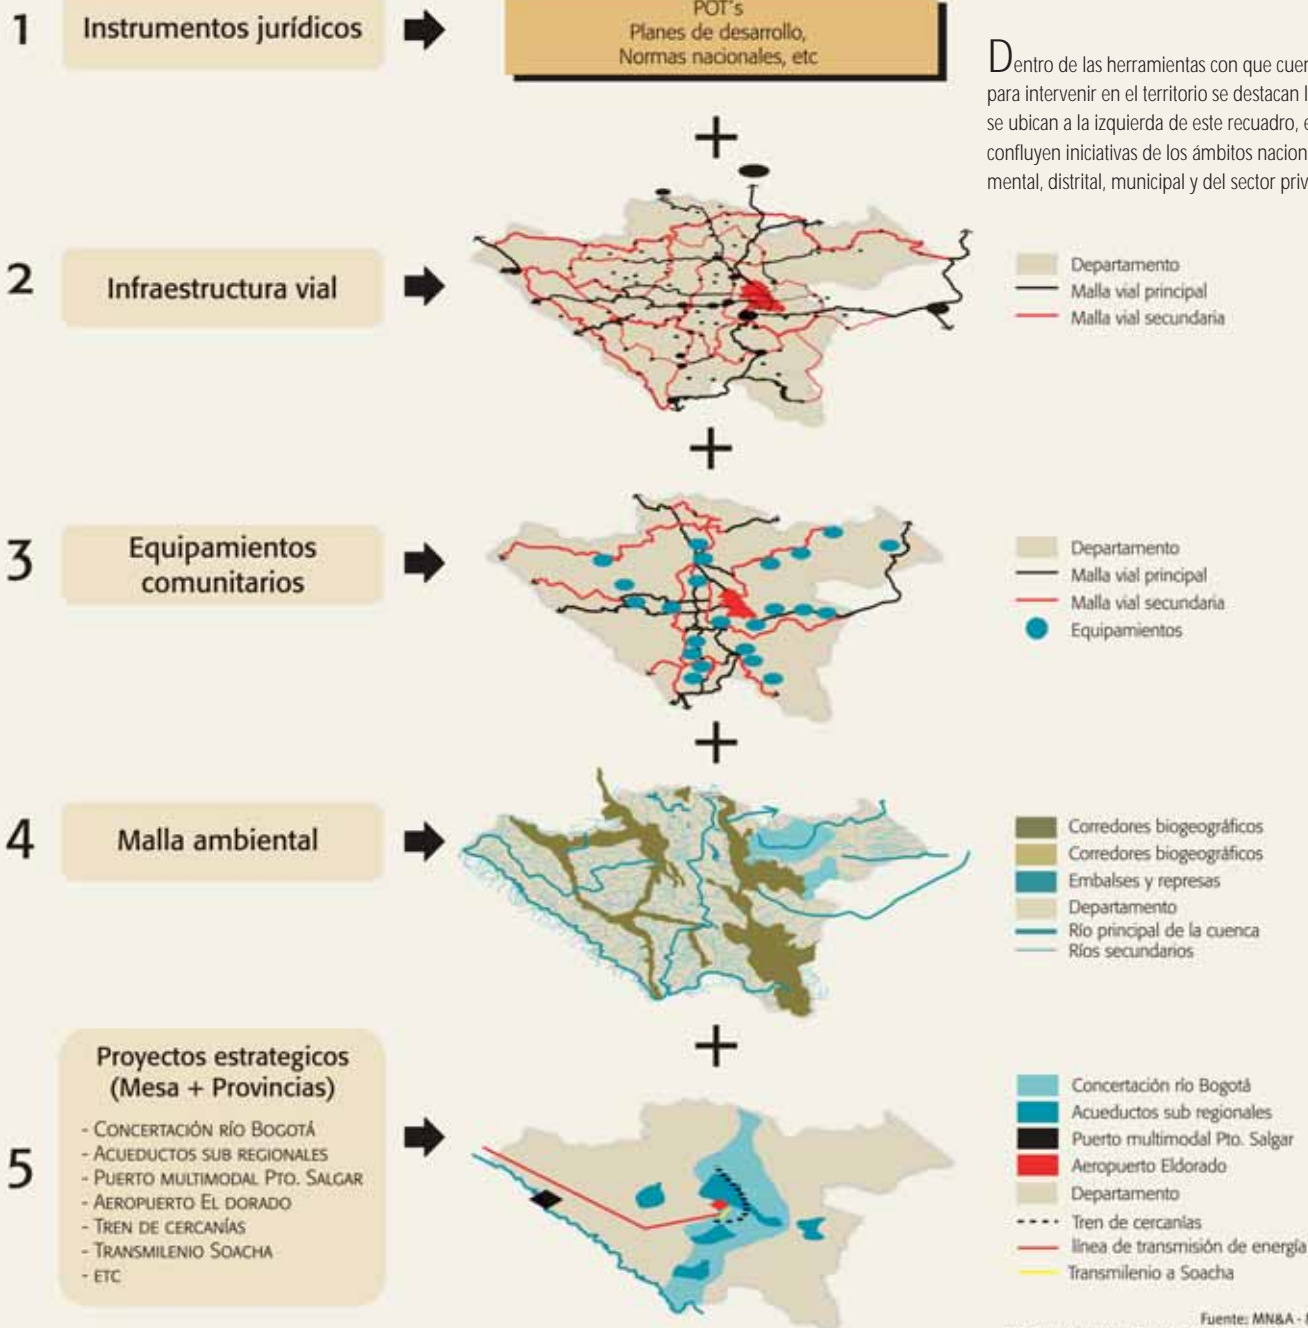 1
Instrumentos jurídicos
POT's
Planes de desarrollo,
Normas nacionales, etc
Dentro de las herramientas con que
para intervenir en el territorio se destacan
se ubican a la izquierda de este recuadro,
confluyen iniciativas de los ámbitos
mental, distrital, municipal y del sector
+
2
Infraestructura vial
Departamento
Malla vial principal
Malla vial secundaria
+
3
Equipamientos
comunitarios
Departamento
Malla vial principal
Malla vial secundaria
Equipamientos
+
4
Malla ambiental
Corredores biogeográficos
Corredores biogeográficos
Embalses y represas
Departamento
Río principal de la cuenca
Ríos secundarios
+
5
Proyectos estrategicos
(Mesa + Provincias)
- CONCERTACIÓN RÍO BOGOTÁ
- ACUEDUCTOS SUB REGIONALES
- PUERTO MULTIMODAL PTO. SALGAR
- AEROPUERTO EL DORADO
- TREN DE CERCANÍAS
- TRANSMILENIO SOACHA
- ETC
Concertación río Bogotá
Acueductos sub regionales
Puerto multimodal Pto. Salgar
Aeropuerto Eldorado
Departamento
Tren de cercanías
línea de transmisión de energía
Transmilenio a Soacha
Fuente: MN&A -